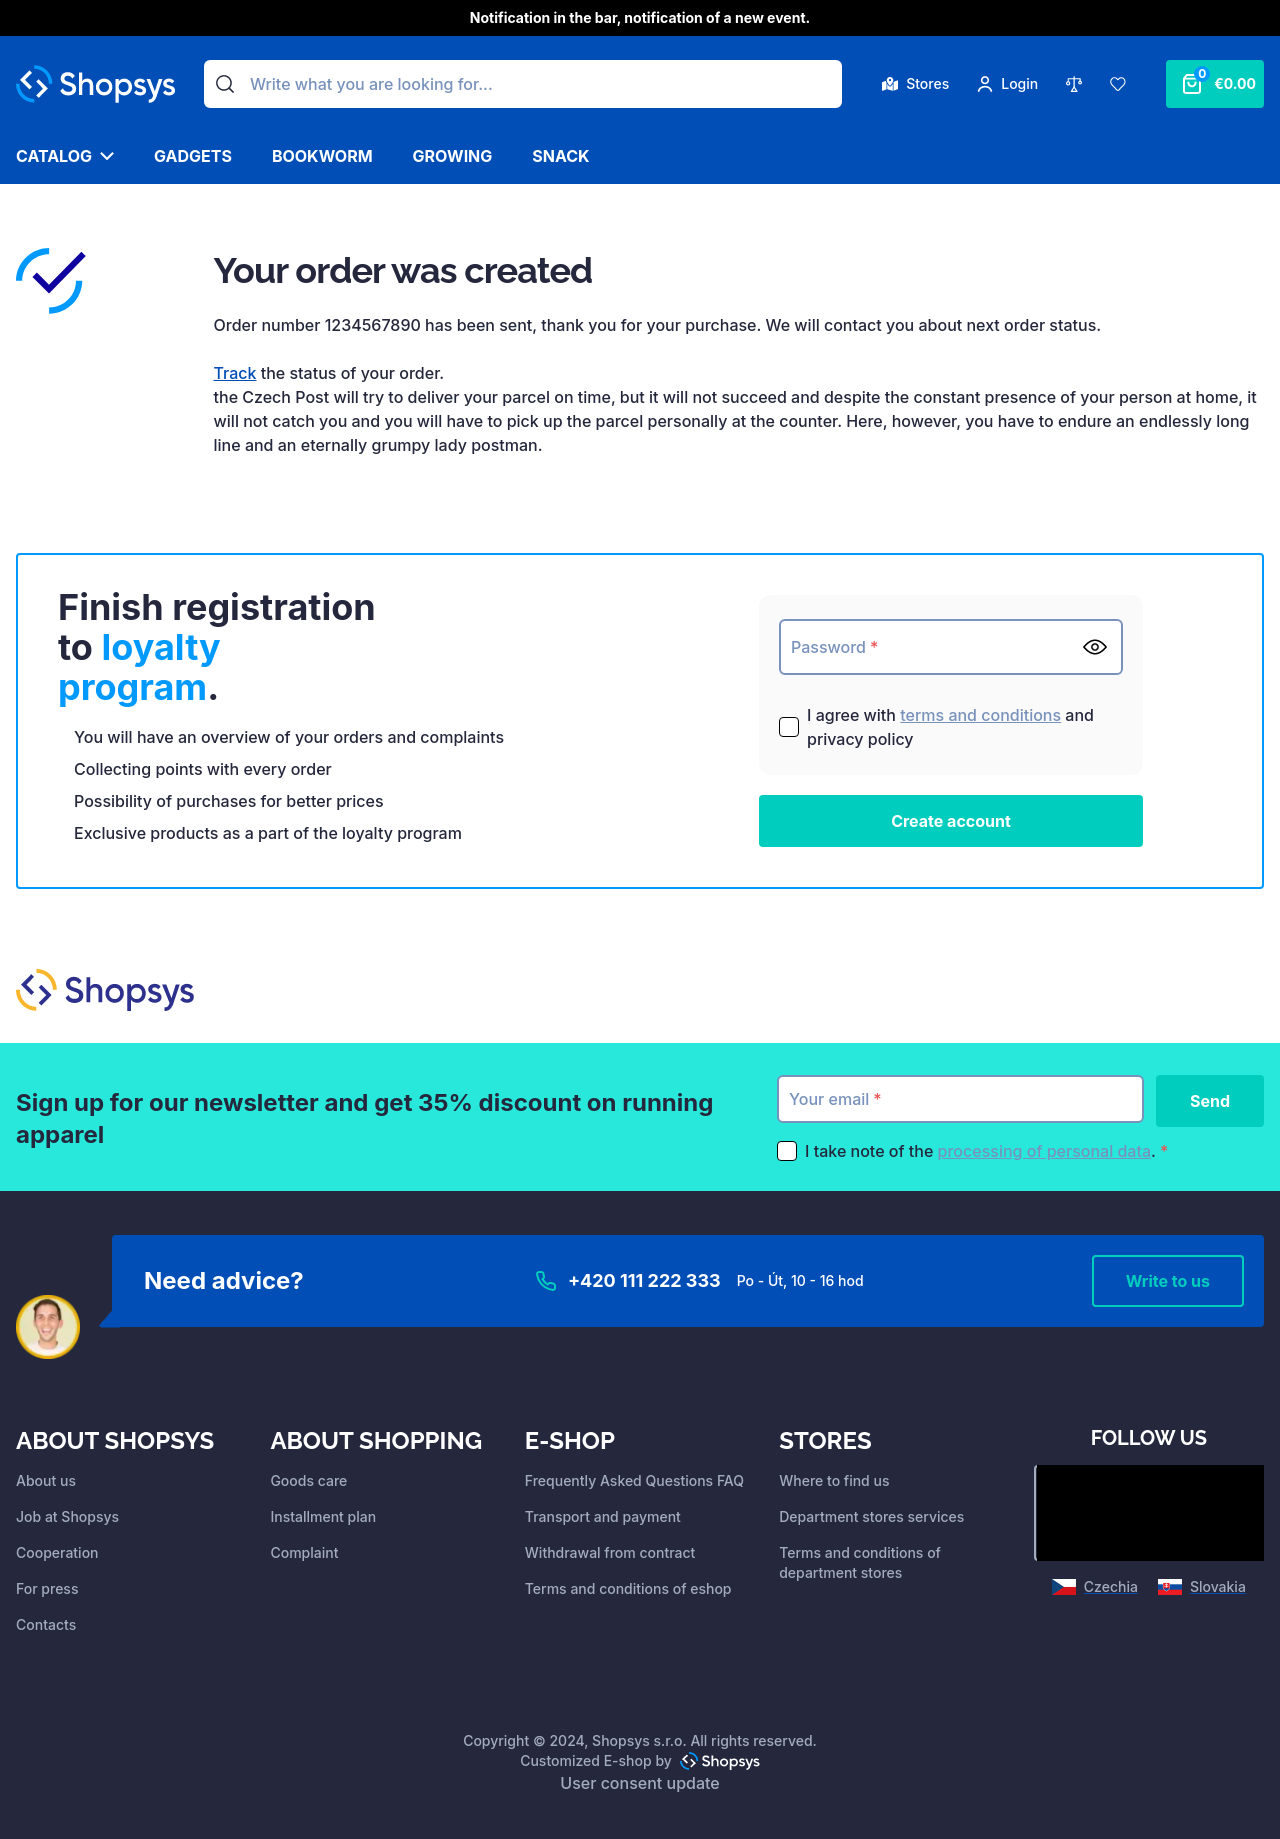 Notification in the bar, notification of a new event.
Shopsys
Write what you are looking for...
Stores
Login
0
€0.00
CATALOG
GADGETS
BOOKWORM
GROWING
SNACK
Your order was created
Order number 1234567890 has been sent, thank you for your purchase. We will contact you about next order status.
Track the status of your order.
the Czech Post will try to deliver your parcel on time, but it will not succeed and despite the constant presence of your person at home, it
will not catch you and you will have to pick up the parcel personally at the counter. Here, however, you have to endure an endlessly long
line and an eternally grumpy lady postman.
Finish registration
to loyalty
program.
You will have an overview of your orders and complaints
Collecting points with every order
Possibility of purchases for better prices
Exclusive products as a part of the loyalty program
Password *
I agree with terms and conditions and
privacy policy
Create account
Shopsys
Sign up for our newsletter and get 35% discount on running
apparel
Your email *
Send
I take note of the processing of personal data. *
Need advice?
+420 111 222 333
Po - Út, 10 - 16 hod
Write to us
ABOUT SHOPSYS
About us
Job at Shopsys
Cooperation
For press
Contacts
ABOUT SHOPPING
Goods care
Installment plan
Complaint
E-SHOP
Frequently Asked Questions FAQ
Transport and payment
Withdrawal from contract
Terms and conditions of eshop
STORES
Where to find us
Department stores services
Terms and conditions of
department stores
FOLLOW US
Czechia
Slovakia
Copyright © 2024, Shopsys s.r.o. All rights reserved.
Customized E-shop by Shopsys
User consent update